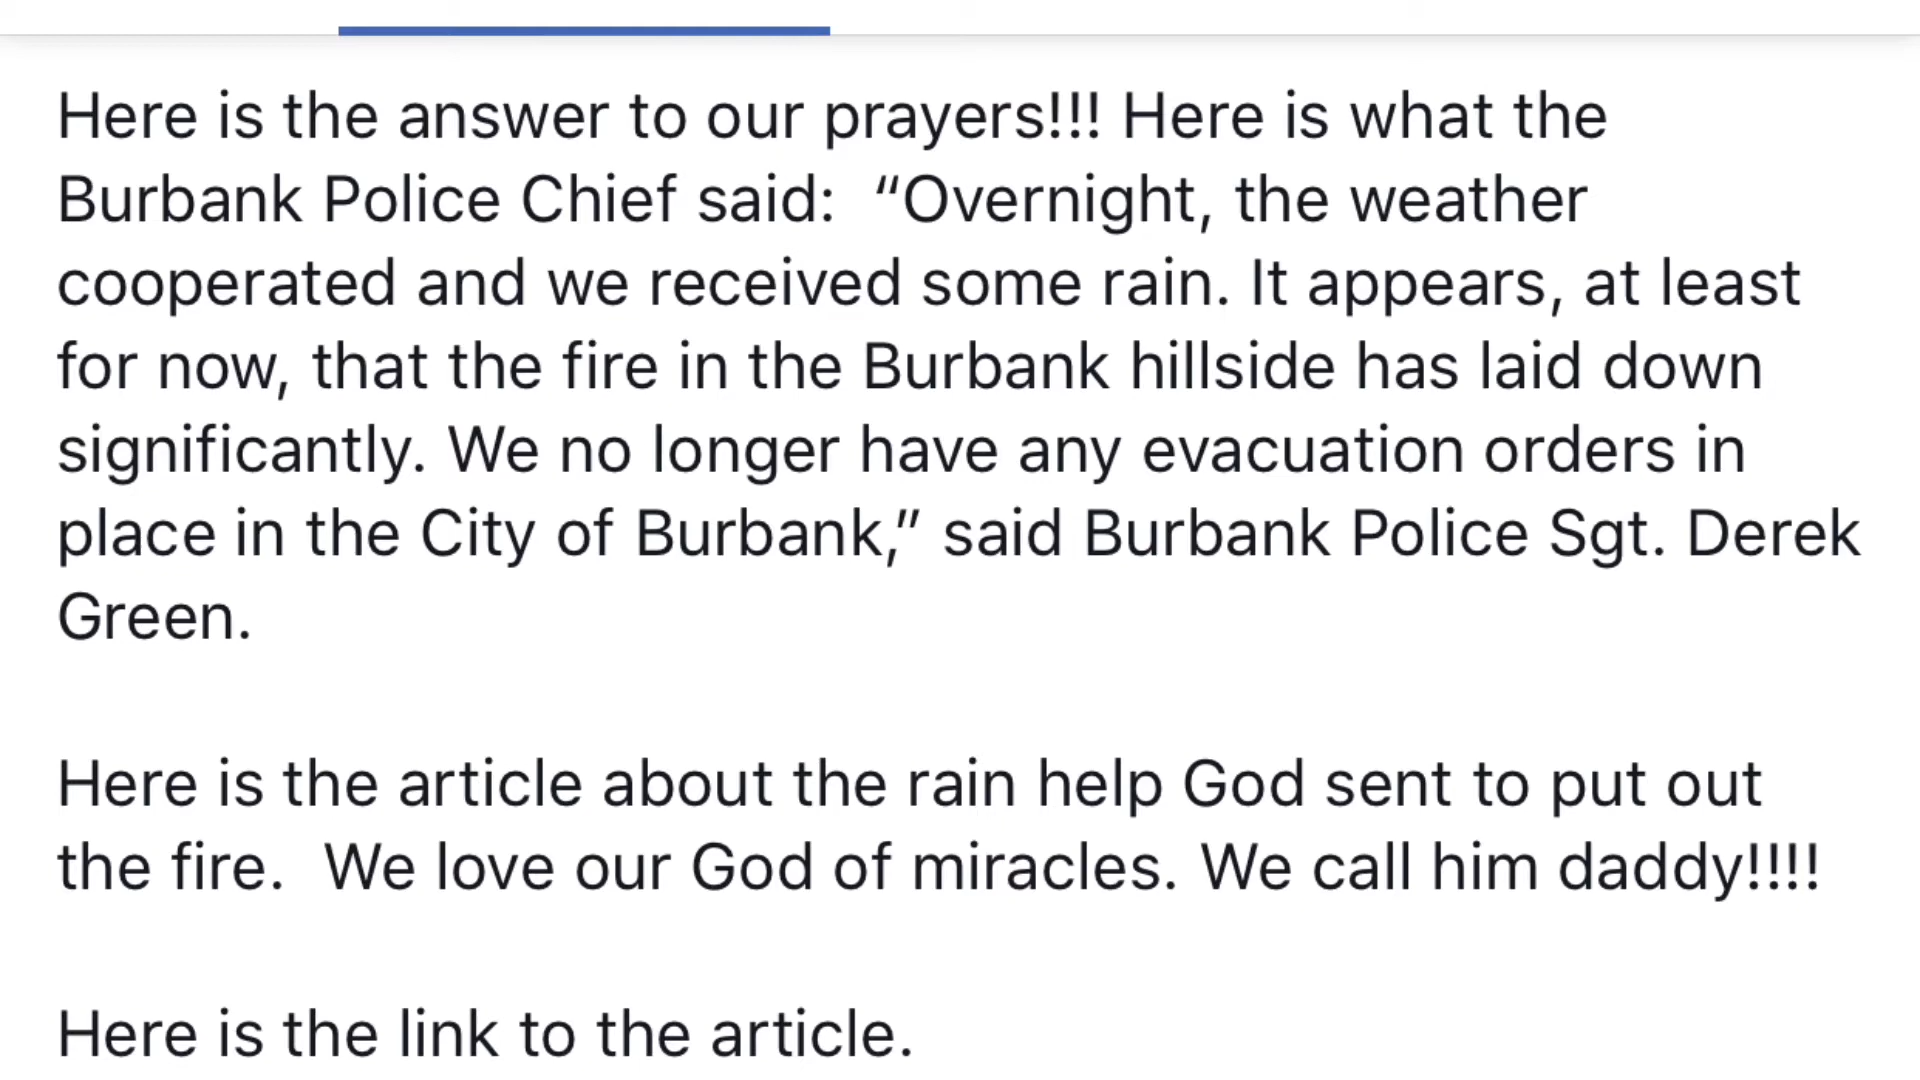 Here is the answer to our prayers!!! Here is what the
Burbank Police Chief said:  “Overnight, the weather
cooperated and we received some rain. It appears, at least
for now, that the fire in the Burbank hillside has laid down
significantly. We no longer have any evacuation orders in
place in the City of Burbank,” said Burbank Police Sgt. Derek
Green.
Here is the article about the rain help God sent to put out
the fire.  We love our God of miracles. We call him daddy!!!!
Here is the link to the article.